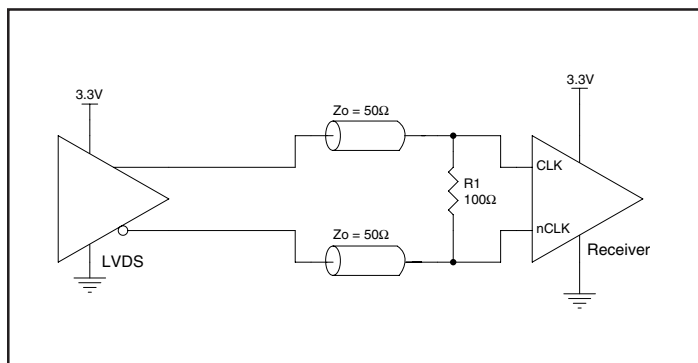 3.3V
Zo = 50Ω
3.3V
CLK
R1
100Ω
nCLK
Zo = 50Ω
LVDS
Receiver